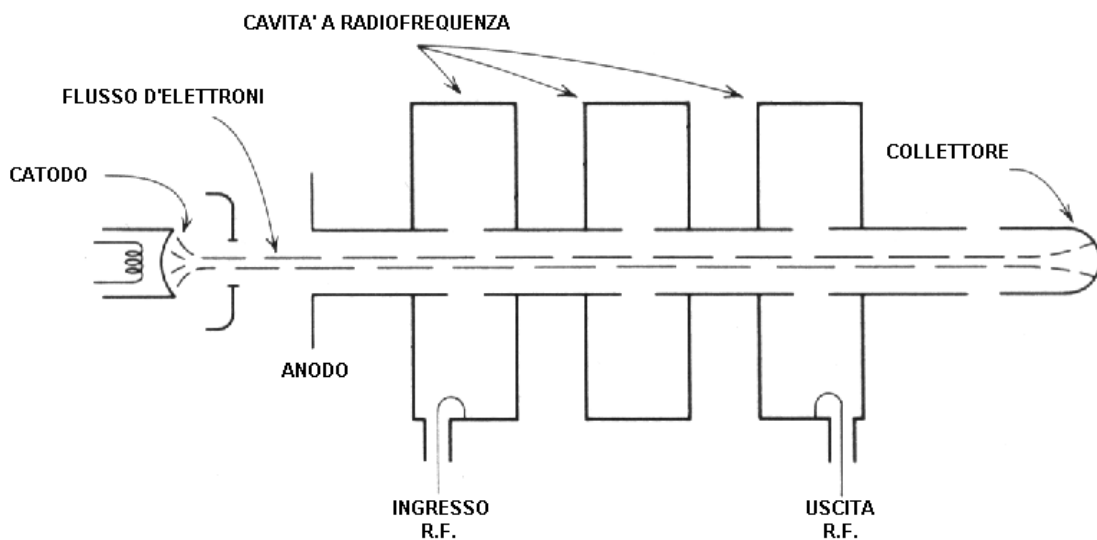 CAVITA' A RADIOFREQUENZA
FLUSSO D'ELETTRONI
CATODO
COLLETTORE
ANODO
INGRESSO
R.F.
USCITA
R.F.